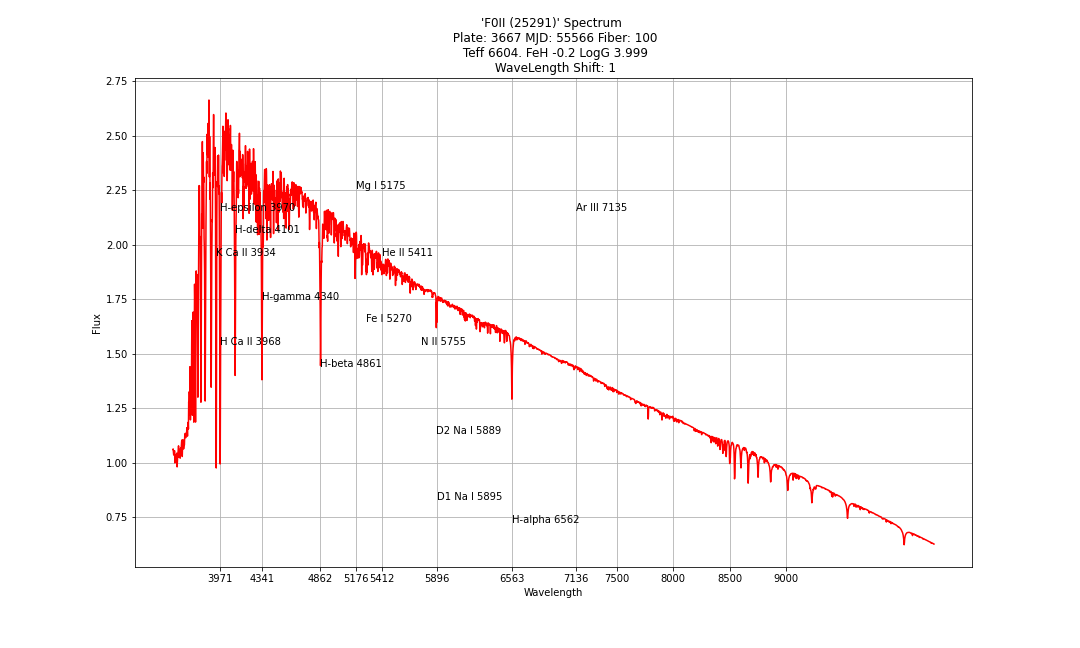 'F0II (25291)' Spectrum
Plate: 3667 MJD: 55566 Fiber: 100
Teff 6604. FeH -0.2 LogG 3.999
WaveLength Shift: 1
2.75
2.50
2.25
2.00
1.75
1.50
1.25
1.00
0.75
Flux
Mg I 5175
H-epsilon 3970
Ar III 7135
H-delta 4101
K Ca II 3934
He II 5411
H-gamma 4340
Fe I 5270
H Ca II 3968
N II 5755
H-beta 4861
D2 Na I 5889
D1 Na I 5895
H-alpha 6562
3971 4341 4862 5176 5412 5896 6563 7136 7500 8000 8500 9000
Wavelength